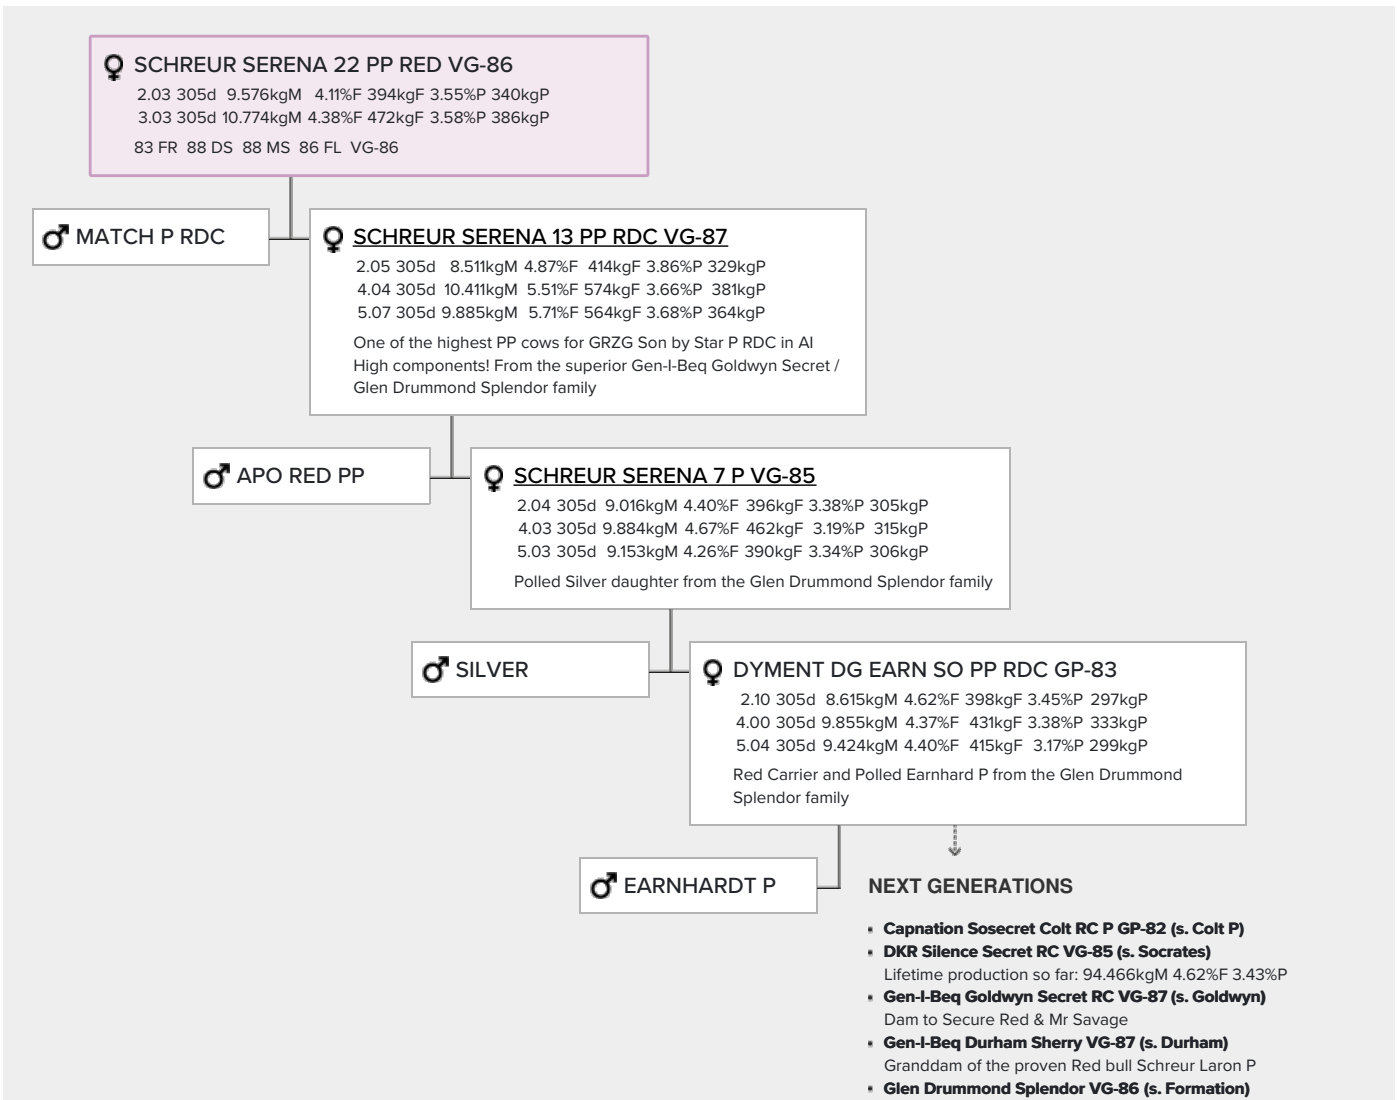 SCHREUR SERENA 22 PP RED VG-86
2.03 305d 9.576kgM 4.11%F 394kgF 3.55%P 340kgP
3.03 305d 10.774kgM 4.38%F 472kgF 3.58%P 386kgP
83 FR 88 DS 88 MS 86 FL VG-86
MATCH P RDC
SCHREUR SERENA 13 PP RDC VG-87
2.05 305d 8.511kgM 4.87%F 414kgF 3.86%P 329kgP
4.04 305d 10.411kgM 5.51%F 574kgF 3.66%P 381kgP
5.07 305d 9.885kgM 5.71%F 564kgF 3.68%P 364kgP
One of the highest PP cows for GRZG Son by Star P RDC in AI
High components! From the superior Gen-I-Beq Goldwyn Secret /
Glen Drummond Splendor family
APO RED PP
SCHREUR SERENA 7 P VG-85
2.04 305d 9.016kgM 4.40%F 396kgF 3.38%P 305kgP
4.03 305d 9.884kgM 4.67%F 462kgF 3.19%P 315kgP
5.03 305d 9.153kgM 4.26%F 390kgF 3.34%P 306kgP
Polled Silver daughter from the Glen Drummond Splendor family
SILVER
DYMENT DG EARN SO PP RDC GP-83
2.10 305d 8.615kgM 4.62%F 398kgF 3.45%P 297kgP
4.00 305d 9.855kgM 4.37%F 431kgF 3.38%P 333kgP
5.04 305d 9.424kgM 4.40%F 415kgF 3.17%P 299kgP
Red Carrier and Polled Earnhard P from the Glen Drummond
Splendor family
EARNHARDT P
NEXT GENERATIONS
▪ Capnation Sosecret Colt RC P GP-82 (s. Colt P)
▪ DKR Silence Secret RC VG-85 (s. Socrates)
Lifetime production so far: 94.466kgM 4.62%F 3.43%P
▪ Gen-I-Beq Goldwyn Secret RC VG-87 (s. Goldwyn)
Dam to Secure Red & Mr Savage
▪ Gen-I-Beq Durham Sherry VG-87 (s. Durham)
Granddam of the proven Red bull Schreur Laron P
▪ Glen Drummond Splendor VG-86 (s. Formation)